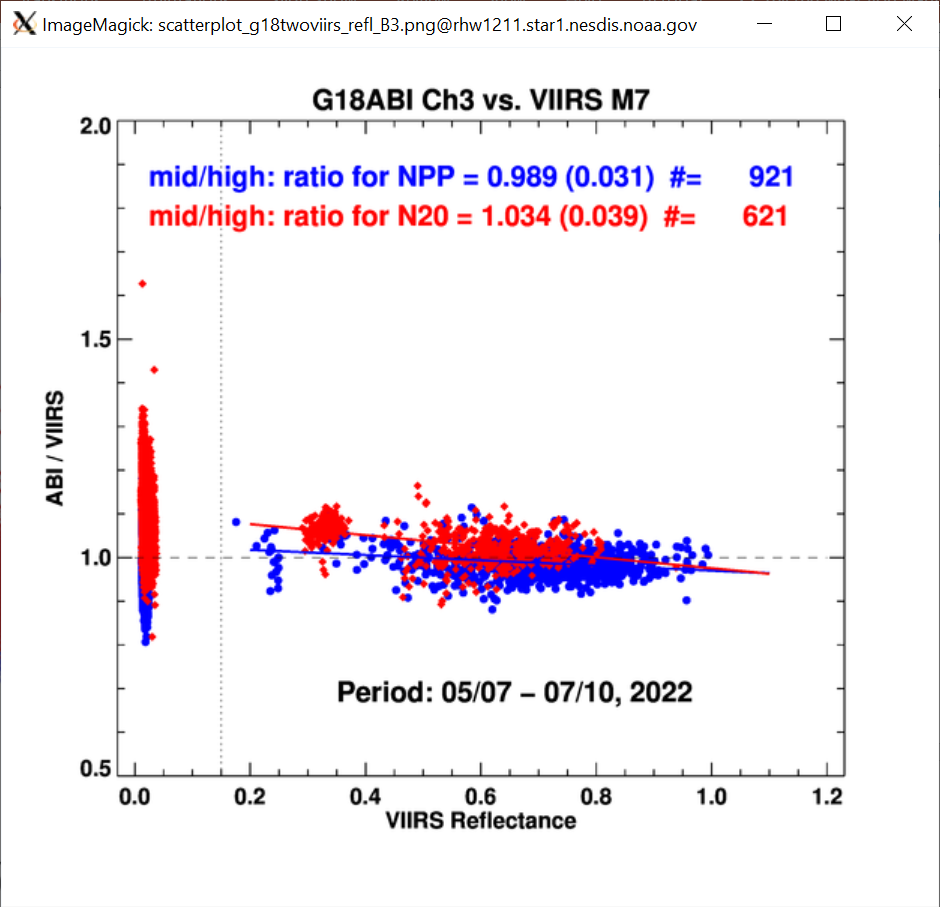 ImageMagick: scatterplot_g18twoviirs_refl_B3.png@rhw1211.star1.nesdis.noaa.gov
G18ABI Ch3 vs. VIIRS M7
mid/high: ratio for NPP = 0.989 (0.031) #= 921
mid/high: ratio for N20 = 1.034 (0.039) #= 621
2.0
1.5
1.0
0.5
ABI / VIIRS
Period: 05/07 – 07/10, 2022
0.0 0.2 0.4 0.6 0.8 1.0 1.2
VIIRS Reflectance